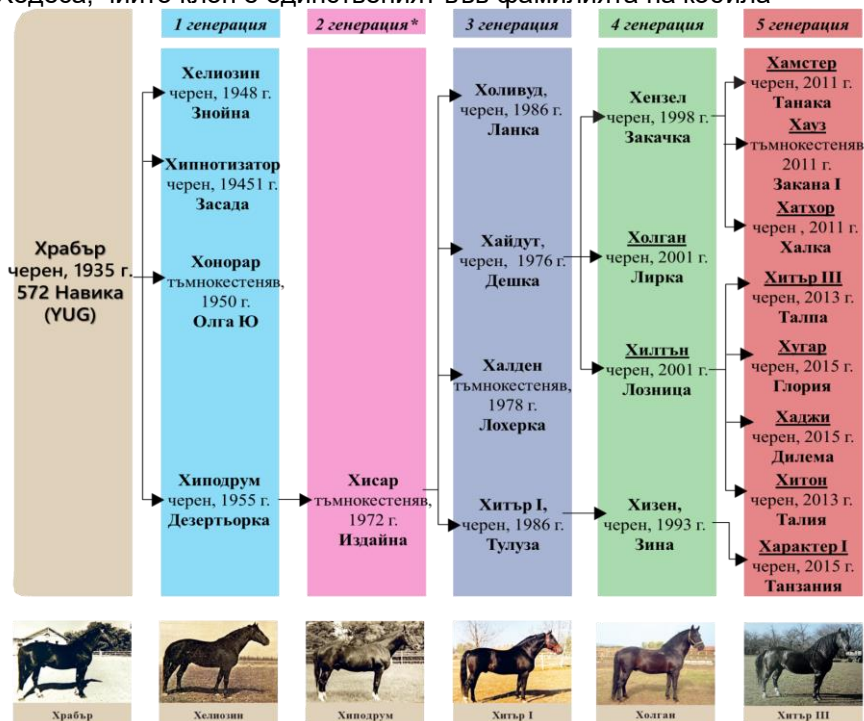 Ходеса, чийто клон е единственият във фамилията на кобила
1 генерация
2 генерация*
3 генерация
4 генерация
5 генерация
Храбър
черен, 1935 г.
572 Навика
(YUG)
Хелиозин
черен, 1948 г.
Знойна
Хипнотизатор
черен, 19451 г.
Засада
Хонорар
тъмнокестеняв,
1950 г.
Олга Ю
Хиподрум
черен, 1955 г.
Дезертьорка
Хисар
тъмнокестеняв,
1972 г.
Издайна
Холивуд,
черен, 1986 г.
Ланка
Хайдут,
черен, 1976 г.
Дешка
Халден
тъмнокестеняв,
1978 г.
Лохерка
Хитър I,
черен, 1986 г.
Тулуза
Хензел
черен, 1998 г.
Закачка
Холган
черен, 2001 г.
Лирка
Хилтън
черен, 2001 г.
Лозница
Хизен,
черен, 1993 г.
Зина
Хамстер
черен, 2011 г.
Танака
Хауз
тъмнокестеняв
2011 г.
Закана I
Хатхор
черен , 2011 г.
Халка
Хитър III
черен, 2013 г.
Талпа
Хугар
черен, 2015 г.
Глория
Хаджи
черен, 2015 г.
Дилема
Хитон
черен, 2013 г.
Талия
Характер I
черен, 2015 г.
Танзания
Храбър
Хелиозин
Хиподрум
Хитър I
Холган
Хитър III